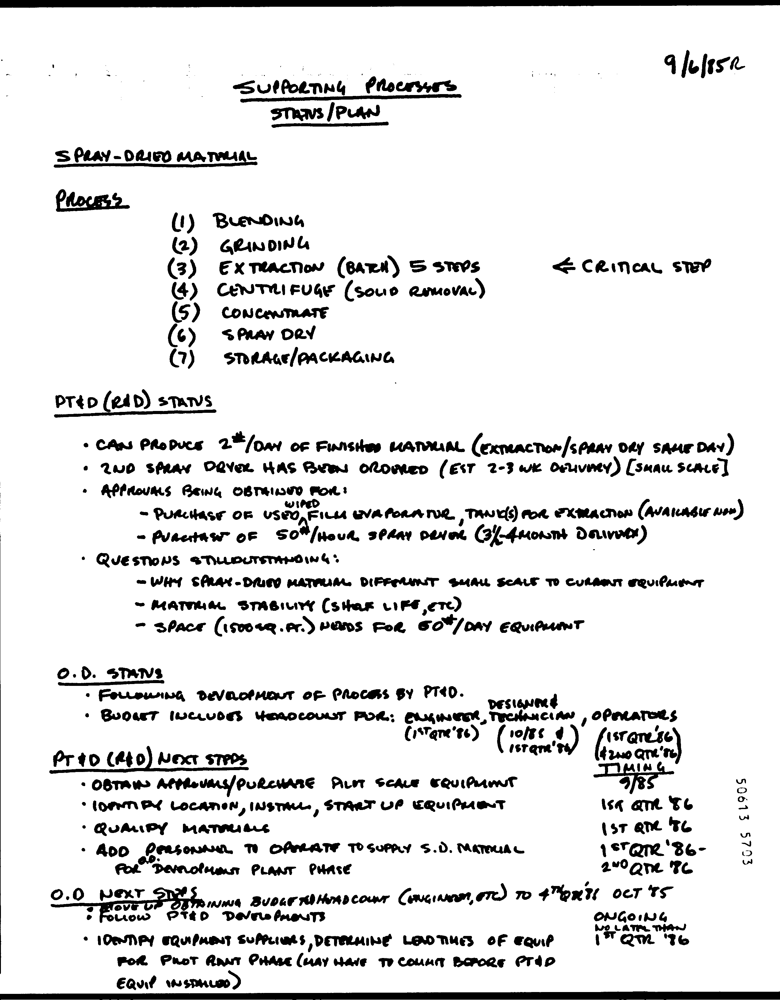 9/6/85R
SUPPORTING PROCESSES
STATUS/PLAN
SPRAY-DRIED MATERIAL
PROCESS
(1) BLENDING
(2) GRINDING
(3) EXTRACTION (BATCH) 5 STEPS ← CRITICAL STEP
(4) CENTRIFUGE (SOLID REMOVAL)
(5) CONCENTRATE
(6) SPRAY DRY
(7) STORAGE/PACKAGING
PT&D (R&D) STATUS
• CAN PRODUCE 2#/DAY OF FINISHED MATERIAL (EXTRACTION/SPRAY DRY SAME DAY)
• 2ND SPRAY DRYER HAS BEEN ORDERED (EST 2-3 WK DELIVERY) [SMALL SCALE]
• APPROVALS BEING OBTAINED FOR:
WIPED
- PURCHASE OF USED ^ FILM EVAPORATOR, TANK(S) FOR EXTRACTION (AVAILABLE NOW)
- PURCHASE OF 50#/HOUR SPRAY DRYER (3½-4 MONTH DELIVERY)
• QUESTIONS STILL OUTSTANDING:
- WHY SPRAY-DRIED MATERIAL DIFFERENT SMALL SCALE TO CURRENT EQUIPMENT
- MATERIAL STABILITY (SHELF LIFE, ETC)
- SPACE (1500 SQ. FT.) NEEDS FOR #/DAY EQUIPMENT
O.D. STATUS
• FOLLOWING DEVELOPMENT OF PROCESS BY PT&D.
DESIGNER &
• BUDGET INCLUDES HEADCOUNT FOR: ENGINEER, TECHNICIAN, OPERATORS
(1ST QTR '86) (10/85 & 1ST QTR '86) (1ST QTR '86 & 2ND QTR '86)
PT&D (R&D) NEXT STEPS TIMING
• OBTAIN APPROVALS/PURCHASE PILOT SCALE EQUIPMENT 9/85
• IDENTIFY LOCATION, INSTALL, START UP EQUIPMENT 1ST QTR '86
• QUALIFY MATERIALS 1ST QTR '86
• ADD PERSONNEL TO OPERATE TO SUPPLY S.D. MATERIAL 1ST QTR '86-
O.D.
FOR DEVELOPMENT PLANT PHASE 2ND QTR '86
O.D NEXT STEPS
• MOVE UP OBTAINING BUDGETED HEADCOUNT (ENGINEER, ETC) TO 4TH QTR OCT '85
• FOLLOW PT&D DEVELOPMENTS ONGOING
NO LATER THAN
• IDENTIFY EQUIPMENT SUPPLIERS, DETERMINE LEAD TIMES OF EQUIP 1ST QTR '86
FOR PILOT PLANT PHASE (MAY HAVE TO COMMIT BEFORE PT&D
EQUIP INSTALLED)
50613 5703